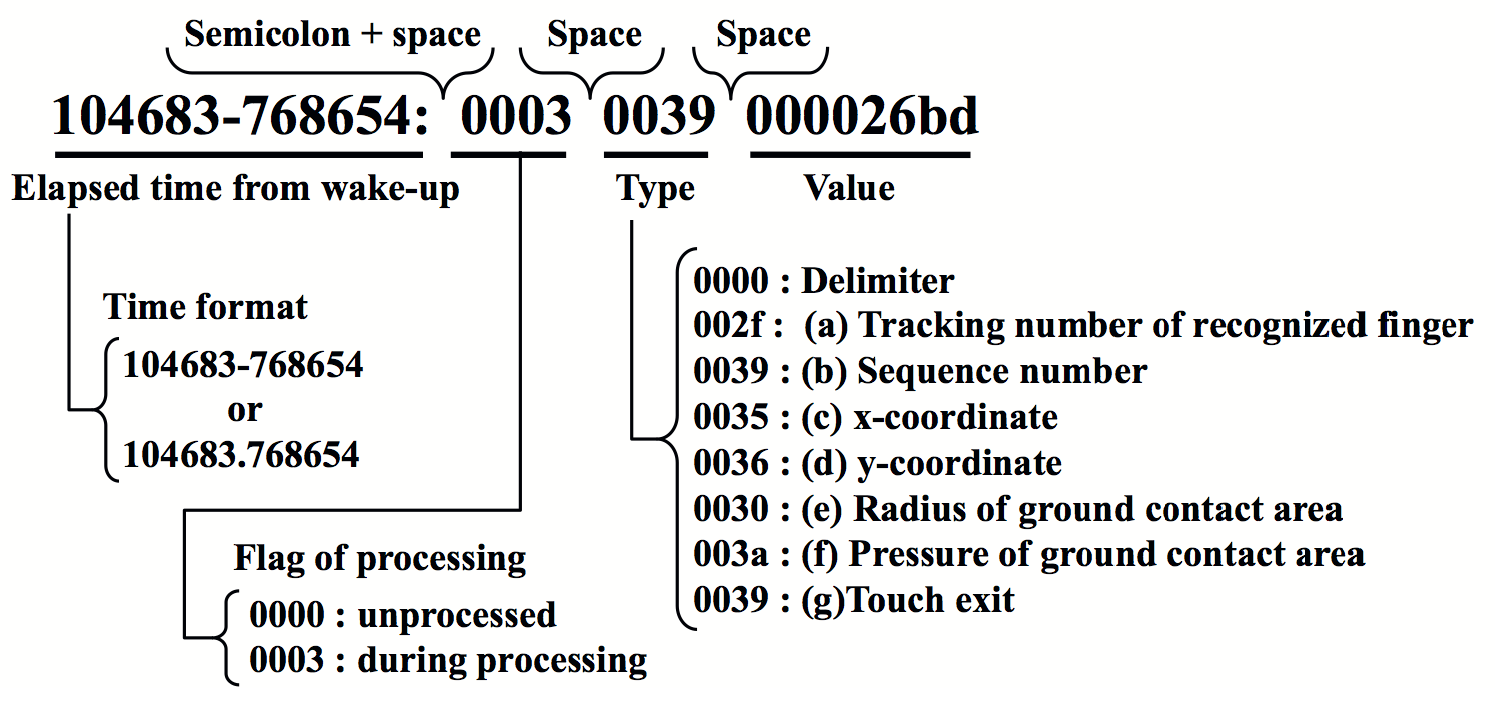 Semicolon + space Space Space
104683-768654: 0003 0039 000026bd
Elapsed time from wake-up Type Value
Time format
104683-768654
or
104683.768654
Flag of processing
0000 : unprocessed
0003 : during processing
0000 : Delimiter
002f : (a) Tracking number of recognized finger
0039 : (b) Sequence number
0035 : (c) x-coordinate
0036 : (d) y-coordinate
0030 : (e) Radius of ground contact area
003a : (f) Pressure of ground contact area
0039 : (g)Touch exit